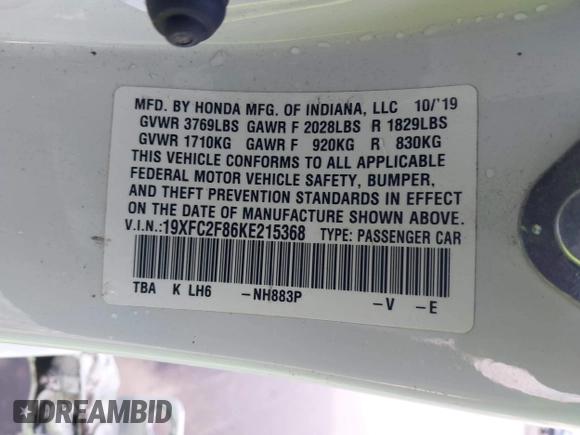 MFD. BY HONDA MFG. OF INDIANA, LLC 10/'19
GVWR 3769LBS GAWR F 2028LBS R 1829LBS
GVWR 1710KG GAWR F 920KG R 830KG
THIS VEHICLE CONFORMS TO ALL APPLICABLE
FEDERAL MOTOR VEHICLE SAFETY, BUMPER,
AND THEFT PREVENTION STANDARDS IN EFFECT
ON THE DATE OF MANUFACTURE SHOWN ABOVE.
V.I.N.:19XFC2F86KE215368 TYPE: PASSENGER CAR
TBA K LH6 -NH883P -V -E
DREAMBID